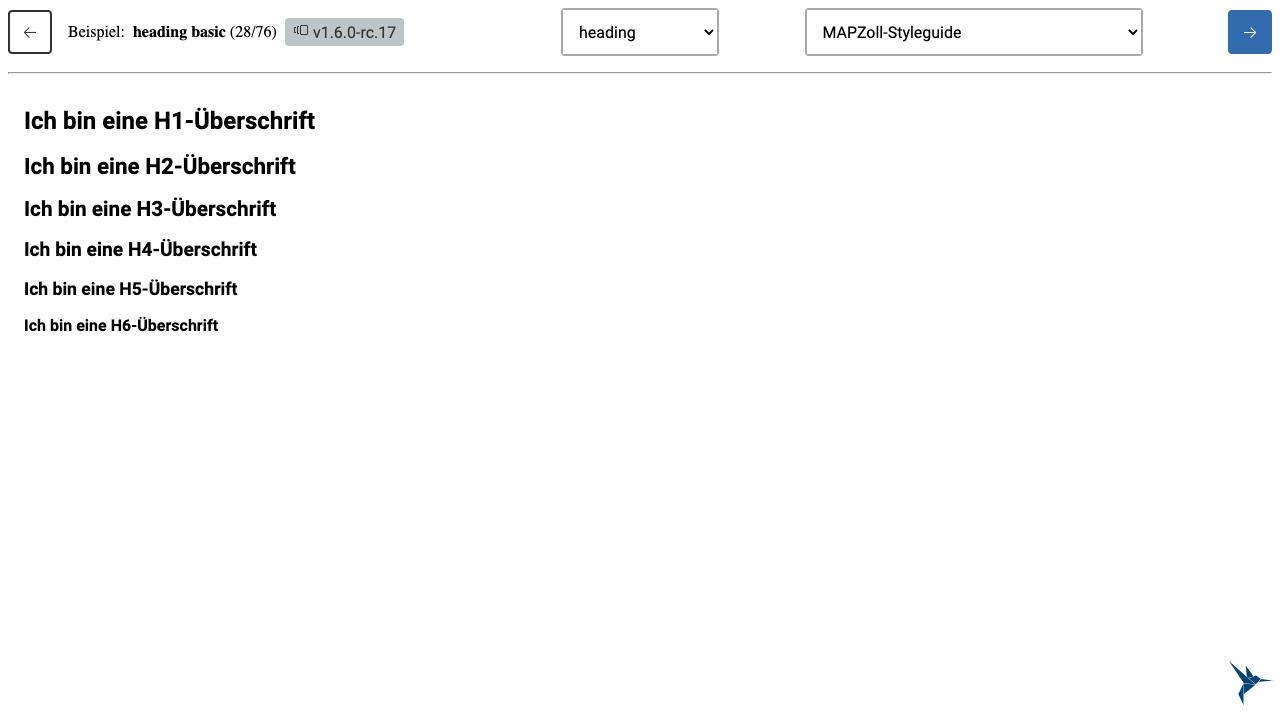 Beispiel: heading basic (28/76) v1.6.0-rc.17 heading MAPZoll-Styleguide
Ich bin eine H1-Überschrift
Ich bin eine H2-Überschrift
Ich bin eine H3-Überschrift
Ich bin eine H4-Überschrift
Ich bin eine H5-Überschrift
Ich bin eine H6-Überschrift